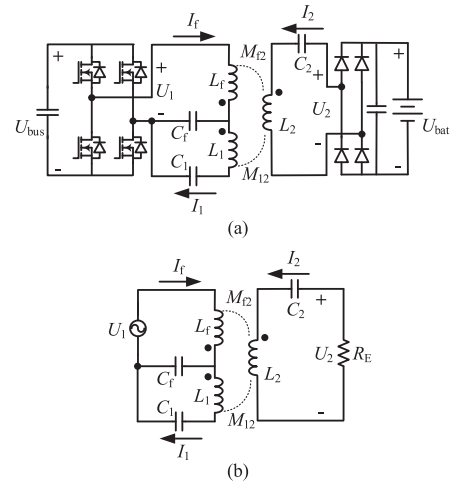 I_f
I_2
M_f2
C_2
+
+
+
+
U_bus
U_1
L_f
U_2
U_bat
-
C_f
L_2
L_1
-
C_1
-
-
M_12
I_1
(a)
I_f
I_2
M_f2
C_2
+
U_1
L_f
U_2
R_E
C_f
L_2
L_1
C_1
-
M_12
I_1
(b)